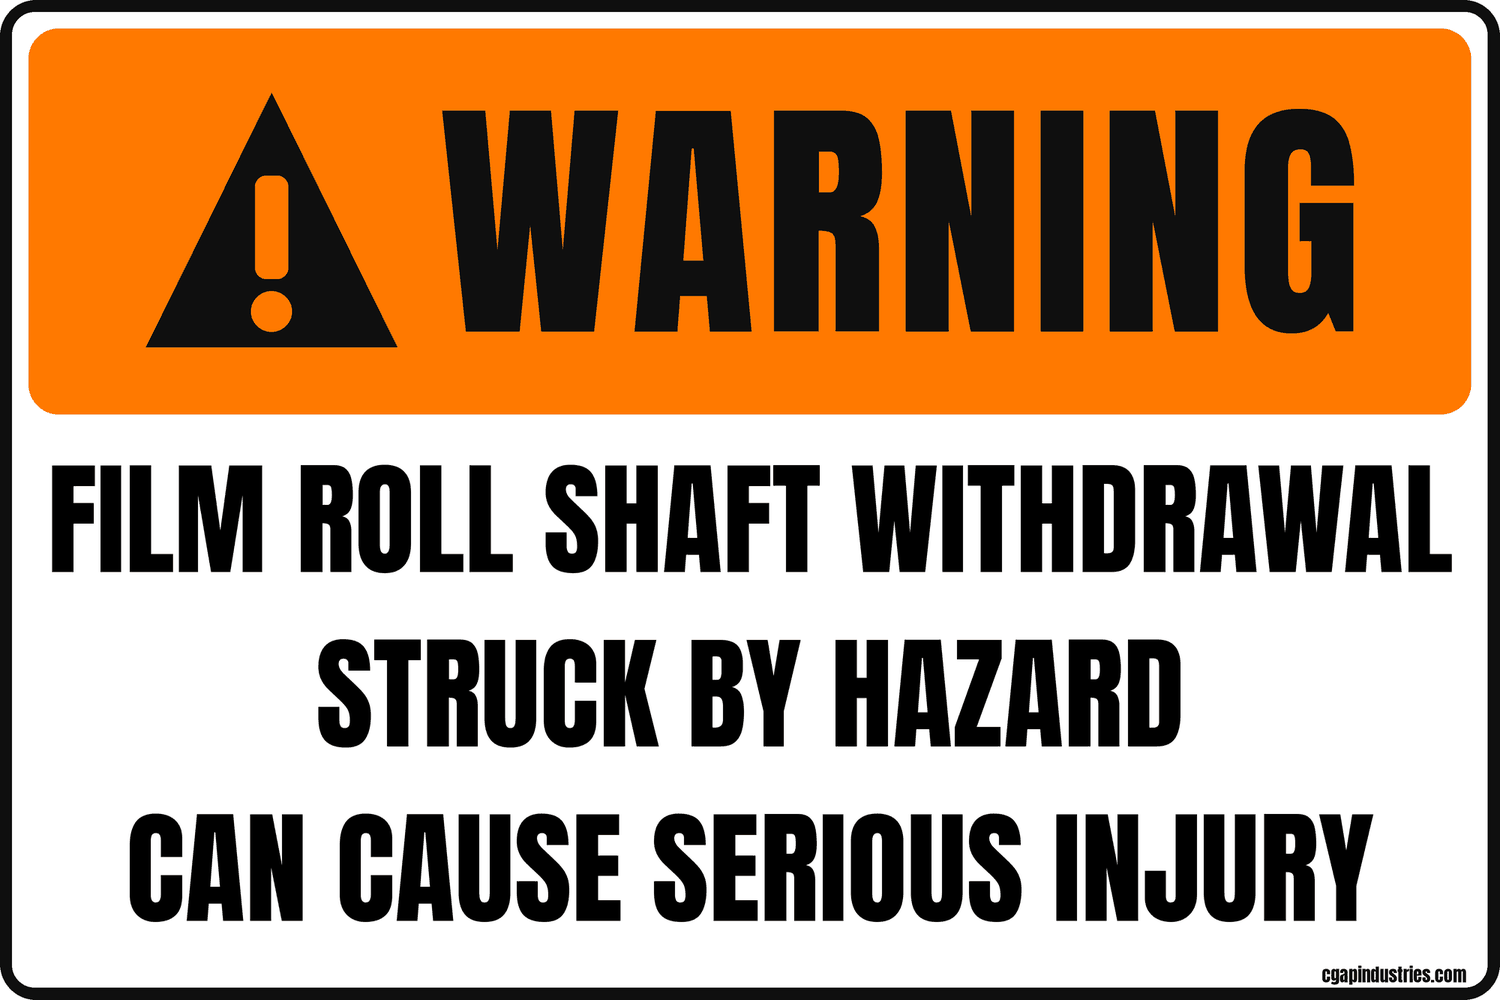 WARNING
FILM ROLL SHAFT WITHDRAWAL
STRUCK BY HAZARD
CAN CAUSE SERIOUS INJURY
cgapindustries.com